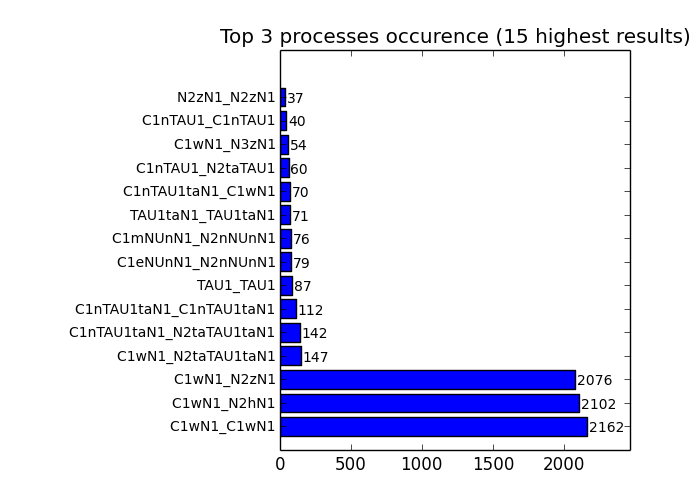 Top 3 processes occurence (15 highest results)
N2zN1_N2zN1 37
C1nTAU1_C1nTAU1 40
C1wN1_N3zN1 54
C1nTAU1_N2taTAU1 60
C1nTAU1taN1_C1wN1 70
TAU1taN1_TAU1taN1 71
C1mNUnN1_N2nNUnN1 76
C1eNUnN1_N2nNUnN1 79
TAU1_TAU1 87
C1nTAU1taN1_C1nTAU1taN1 112
C1nTAU1taN1_N2taTAU1taN1 142
C1wN1_N2taTAU1taN1 147
C1wN1_N2zN1 2076
C1wN1_N2hN1 2102
C1wN1_C1wN1 2162
0 500 1000 1500 2000